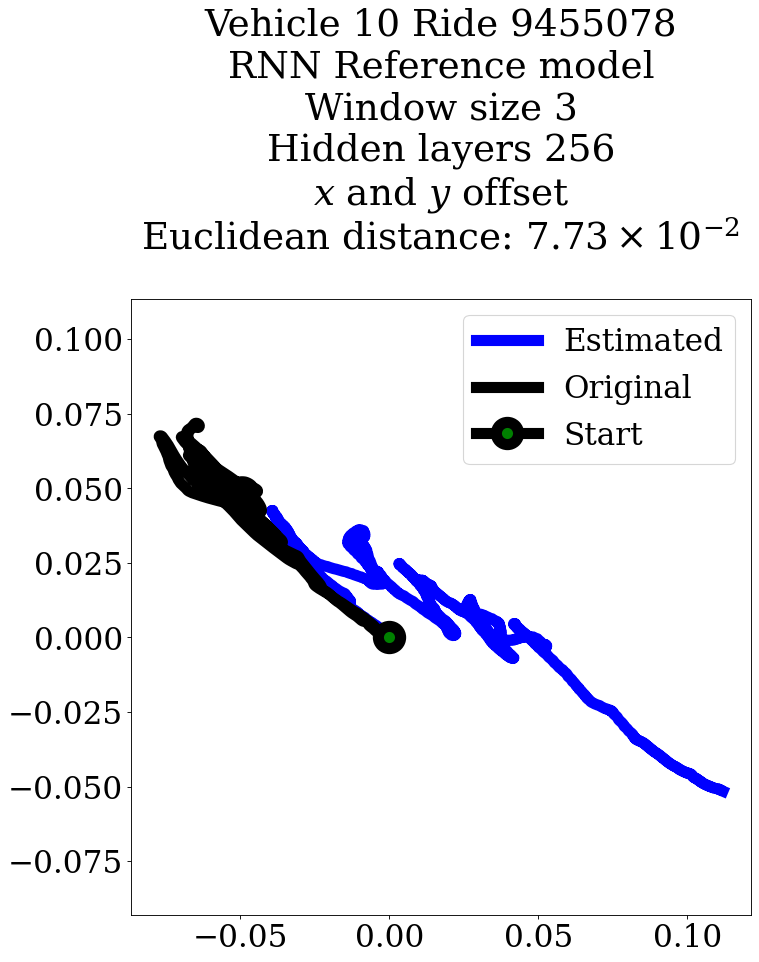 Vehicle 10 Ride 9455078
RNN Reference model
Window size 3
Hidden layers 256
x and y offset
Euclidean distance: 7.73 × 10⁻²
Estimated
Original
Start
0.100
0.075
0.050
0.025
0.000
−0.025
−0.050
−0.075
−0.05 0.00 0.05 0.10